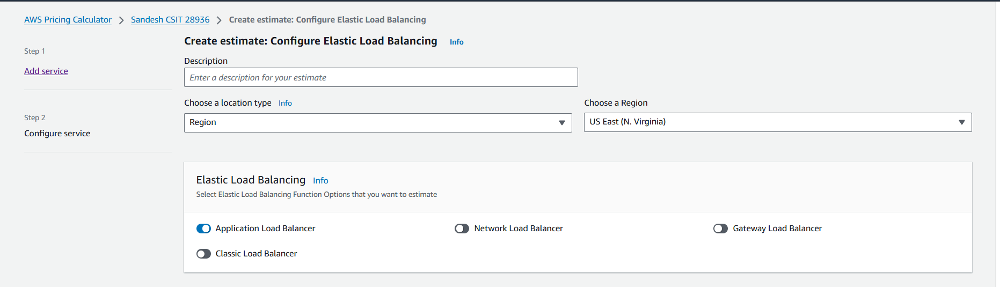 AWS Pricing Calculator > Sandesh CSIT 28936 > Create estimate: Configure Elastic Load Balancing
Step 1
Add service
Step 2
Configure service
Create estimate: Configure Elastic Load Balancing Info
Description
Enter a description for your estimate
Choose a location type Info
Region
Choose a Region
US East (N. Virginia)
Elastic Load Balancing Info
Select Elastic Load Balancing Function Options that you want to estimate
Application Load Balancer
Network Load Balancer
Gateway Load Balancer
Classic Load Balancer